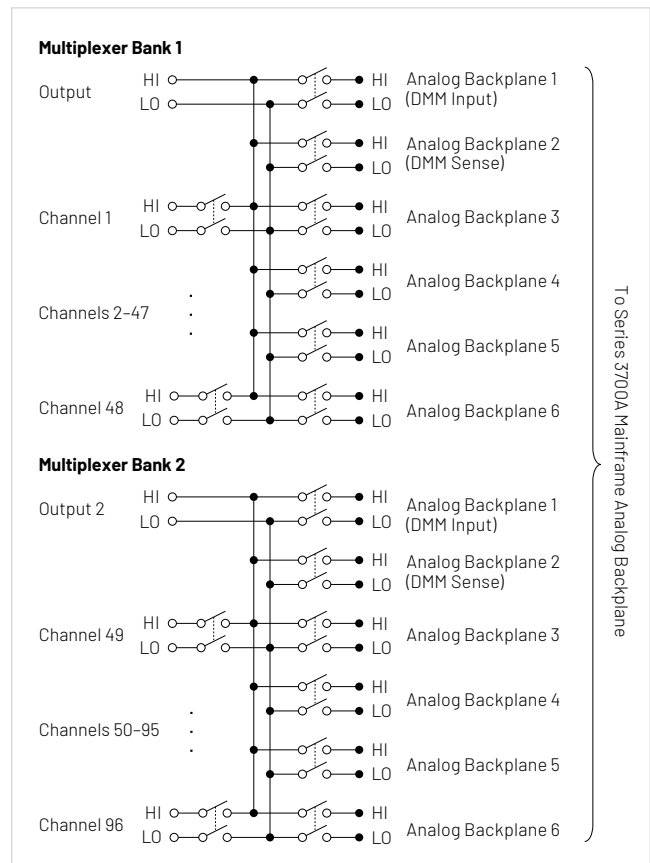 Multiplexer Bank 1
Output HI LO HI LO Analog Backplane 1
(DMM Input)
HI LO Analog Backplane 2
(DMM Sense)
Channel 1 HI LO HI LO Analog Backplane 3
HI LO Analog Backplane 4
Channels 2–47
HI LO Analog Backplane 5
Channel 48 HI LO HI LO Analog Backplane 6
Multiplexer Bank 2
Output 2 HI LO HI LO Analog Backplane 1
(DMM Input)
HI LO Analog Backplane 2
(DMM Sense)
Channel 49 HI LO HI LO Analog Backplane 3
HI LO Analog Backplane 4
Channels 50–95
HI LO Analog Backplane 5
Channel 96 HI LO HI LO Analog Backplane 6
To Series 3700A Mainframe Analog Backplane